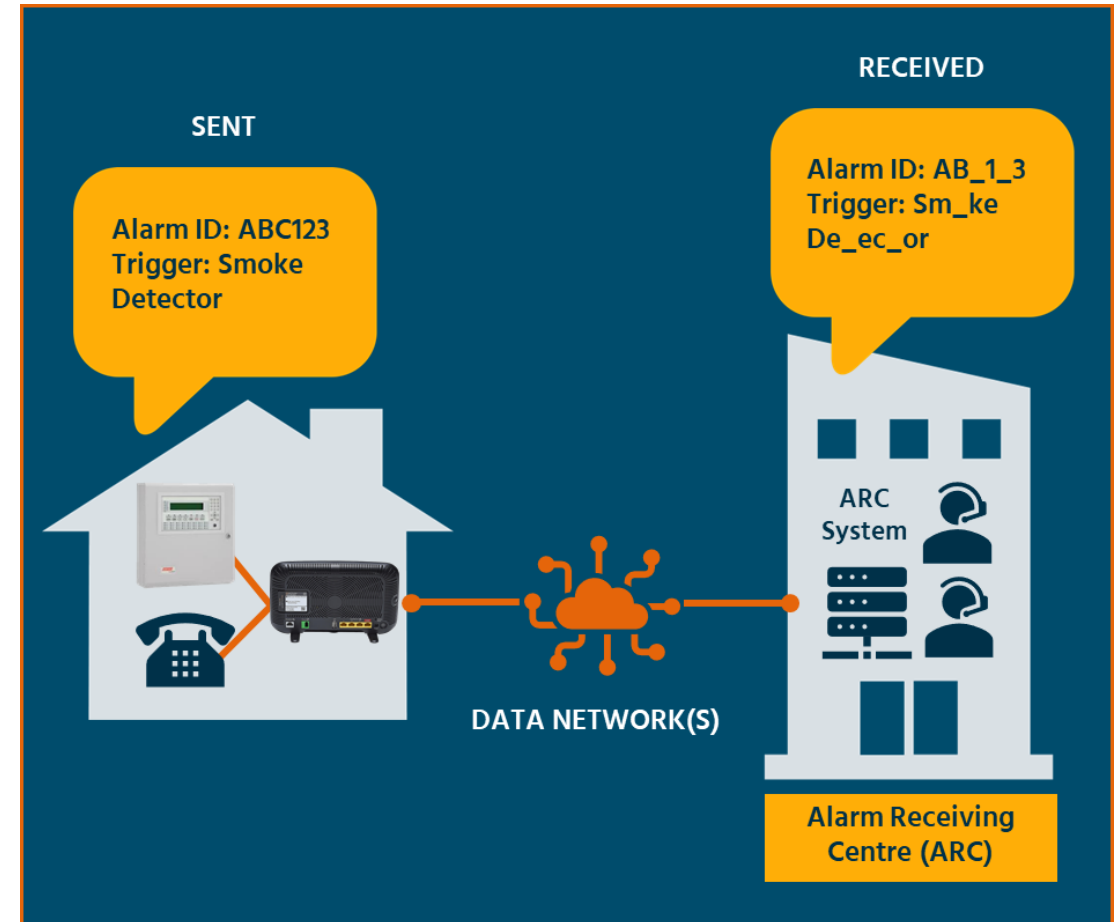 SENT
Alarm ID: ABC123
Trigger: Smoke
Detector
RECEIVED
Alarm ID: AB_1_3
Trigger: Sm_ke
De_ec_or
DATA NETWORK(S)
ARC
System
Alarm Receiving
Centre (ARC)